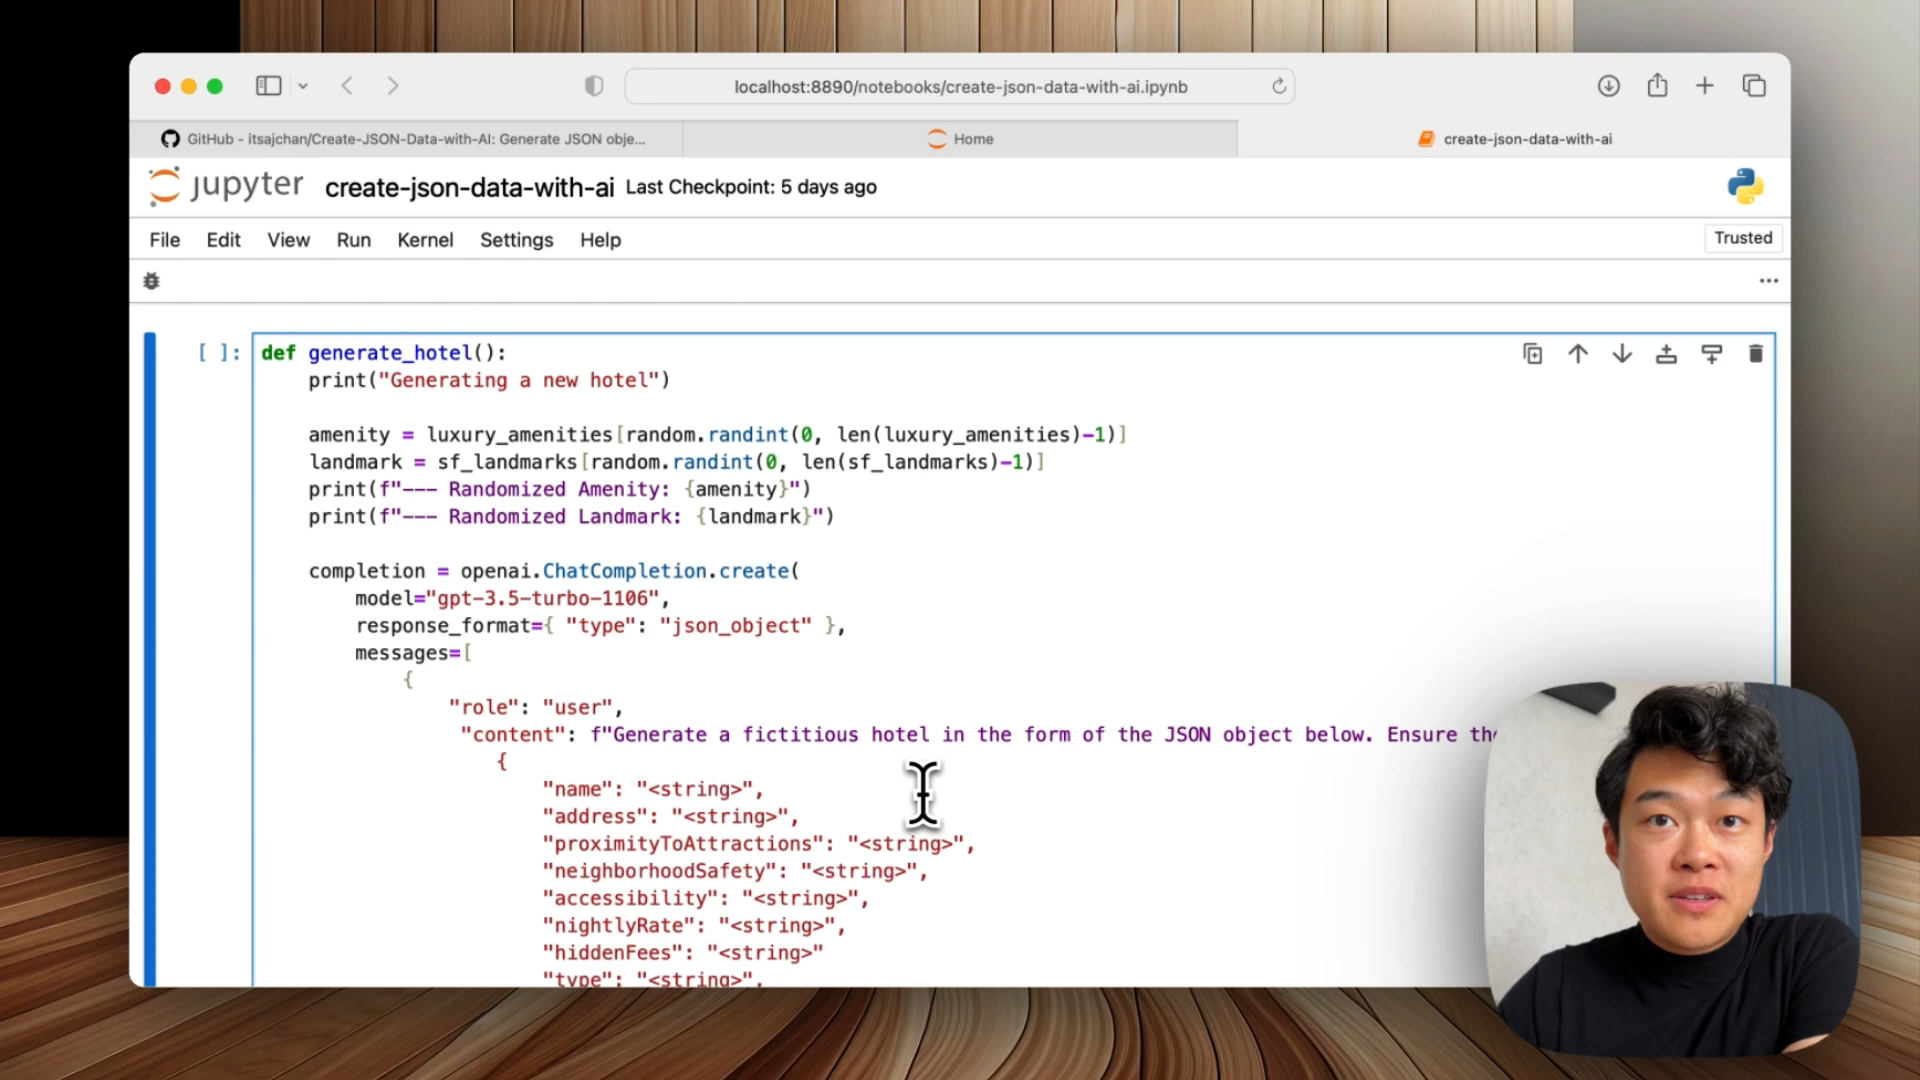 localhost:8890/notebooks/create-json-data-with-ai.ipynb
GitHub - itsajchan/Create-JSON-Data-with-AI: Generate JSON obje...
Home
create-json-data-with-ai
jupyter create-json-data-with-ai Last Checkpoint: 5 days ago
File Edit View Run Kernel Settings Help
Trusted
[ ]: def generate_hotel():
print("Generating a new hotel")
amenity = luxury_amenities[random.randint(0, len(luxury_amenities)-1)]
landmark = sf_landmarks[random.randint(0, len(sf_landmarks)-1)]
print(f"--- Randomized Amenity: {amenity}")
print(f"--- Randomized Landmark: {landmark}")
completion = openai.ChatCompletion.create(
model="gpt-3.5-turbo-1106",
response_format={ "type": "json_object" },
messages=[
{
"role": "user",
"content": f"Generate a fictitious hotel in the form of the JSON object below. Ensure
{
"name": "<string>",
"address": "<string>",
"proximityToAttractions": "<string>",
"neighborhoodSafety": "<string>",
"accessibility": "<string>",
"nightlyRate": "<string>",
"hiddenFees": "<string>"
"type": "<string>",